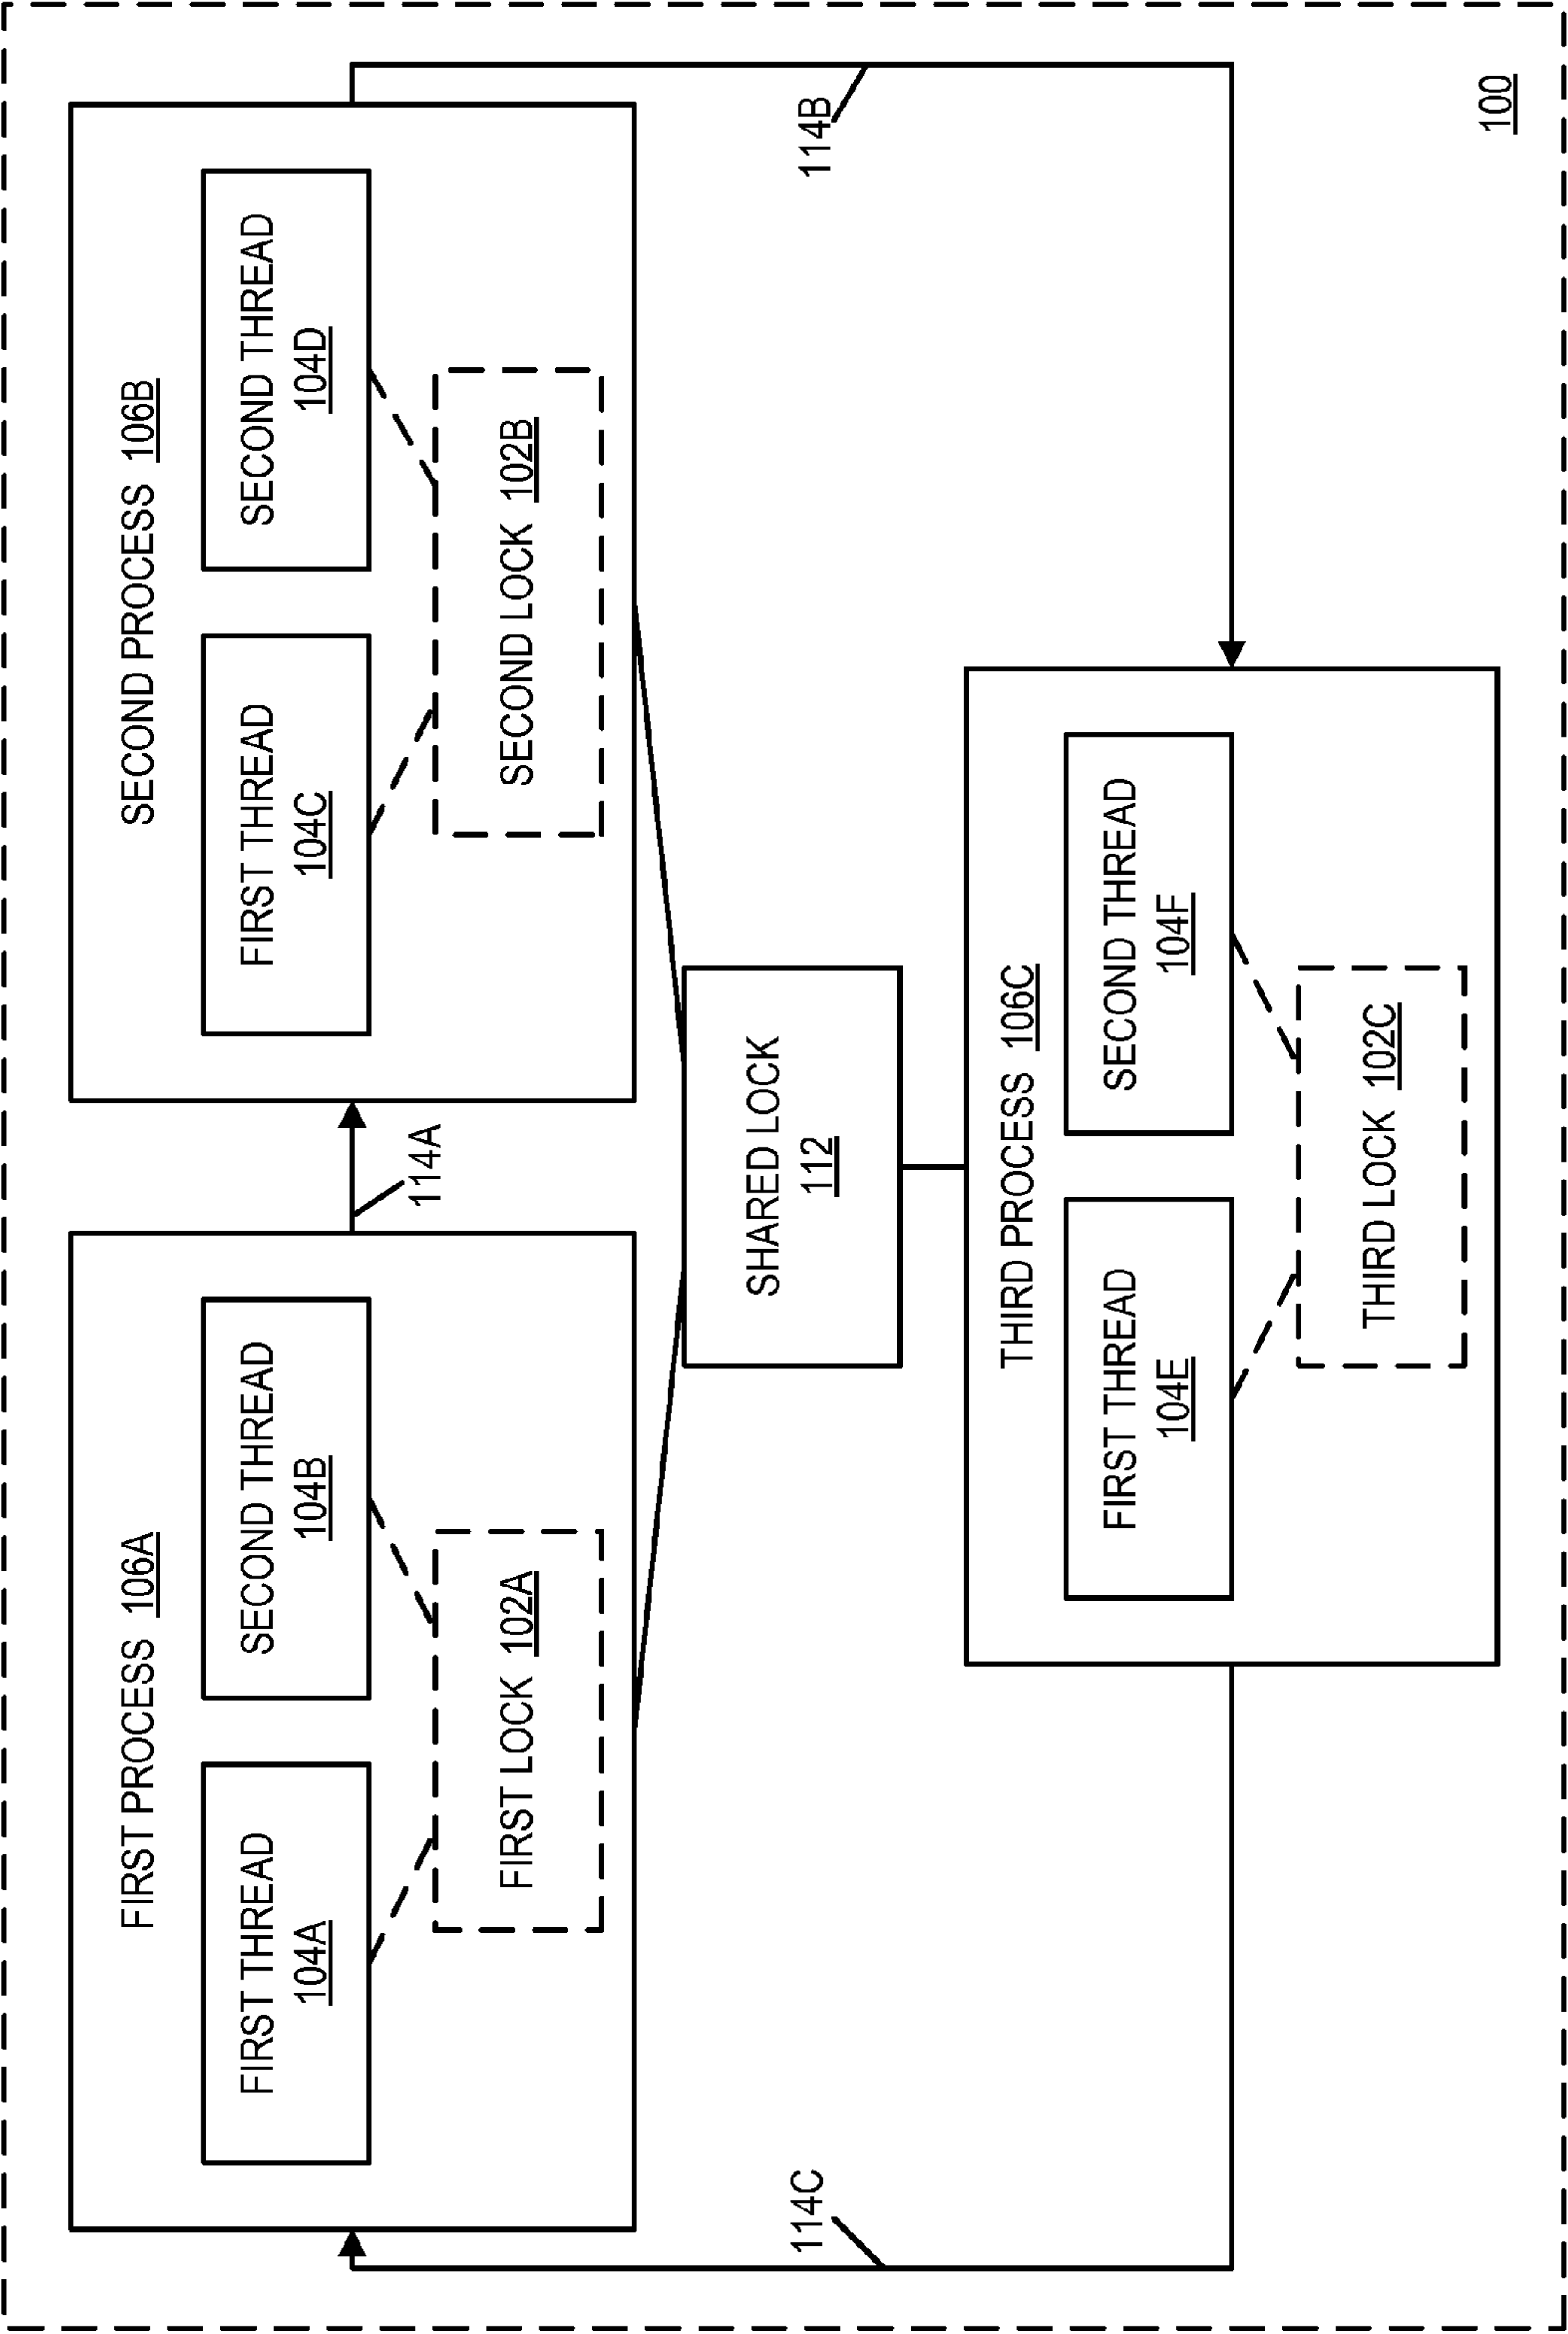 FIRST PROCESS 106A
FIRST THREAD
104A
SECOND THREAD
104B
FIRST LOCK 102A
114A
SECOND PROCESS 106B
FIRST THREAD
104C
SECOND THREAD
104D
SECOND LOCK 102B
SHARED LOCK
112
114C
114B
THIRD PROCESS 106C
FIRST THREAD
104E
SECOND THREAD
104F
THIRD LOCK 102C
100